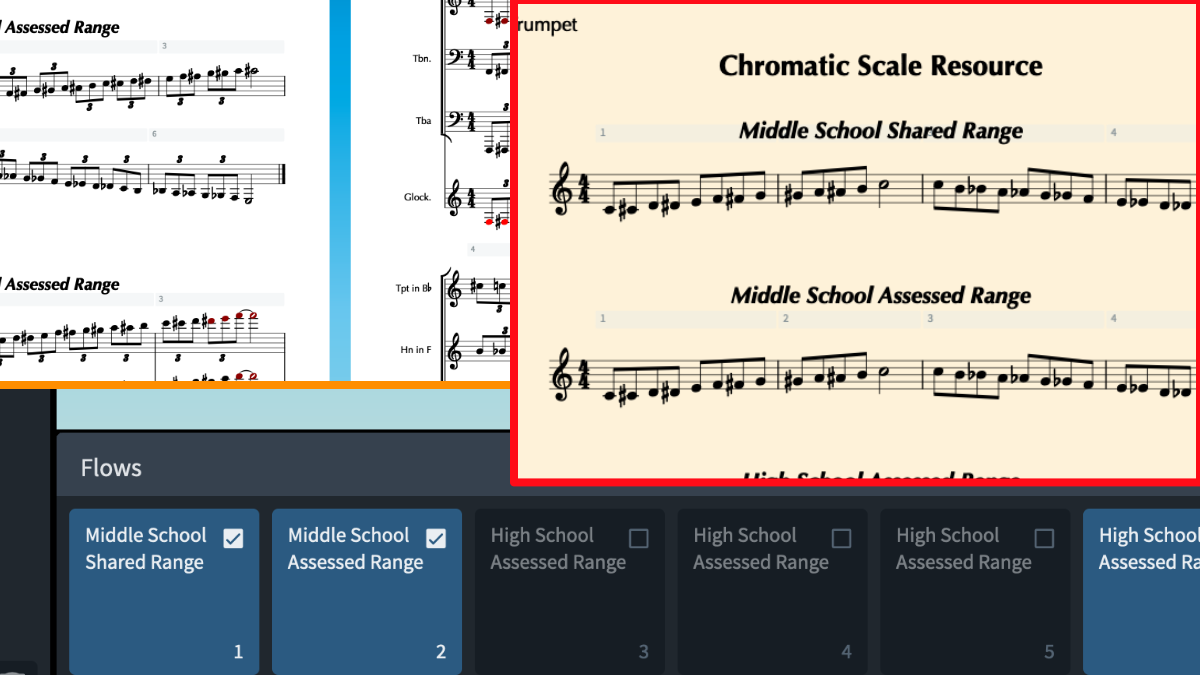 Assessed Range
3
3 3
3 3
3 3
6
3 3 3 3 3
Assessed Range
3
3 3
3 3
Tbn.
Tba
Glock.
3
4
Tpt in B♭
3
Hn in F
3
rumpet
Chromatic Scale Resource
1 Middle School Shared Range 4
Middle School Assessed Range
1 2 3 4
High School Assessed Range
Flows
Middle School
Shared Range
1
Middle School
Assessed Range
2
High School
Assessed Range
3
High School
Assessed Range
4
High School
Assessed Range
5
High School
Assessed Ra